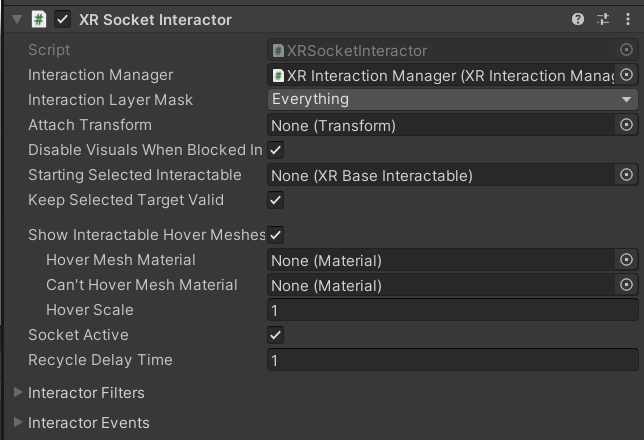 XR Socket Interactor
Script XRSocketInteractor
Interaction Manager XR Interaction Manager (XR Interaction Manag
Interaction Layer Mask Everything
Attach Transform None (Transform)
Disable Visuals When Blocked In
Starting Selected Interactable None (XR Base Interactable)
Keep Selected Target Valid
Show Interactable Hover Meshes
Hover Mesh Material None (Material)
Can't Hover Mesh Material None (Material)
Hover Scale 1
Socket Active
Recycle Delay Time 1
Interactor Filters
Interactor Events